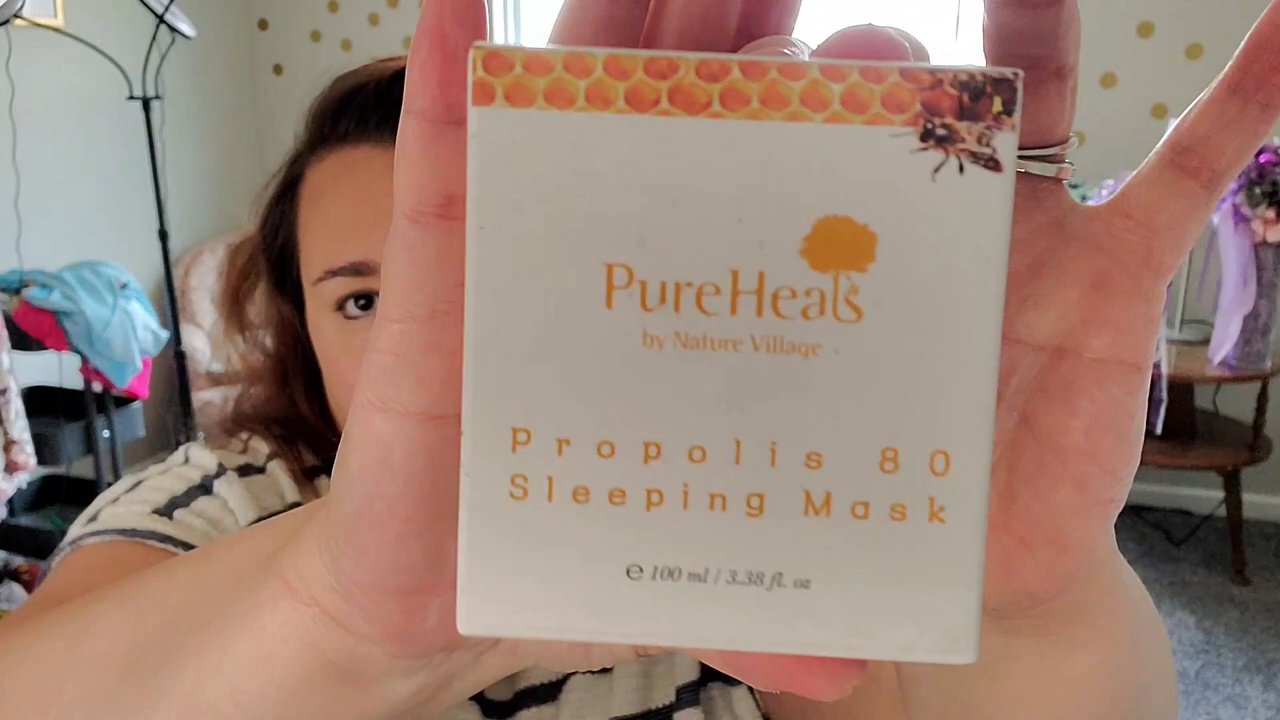 PureHeals
by Nature Village
Propolis 80
Sleeping Mask
℮ 100 ml / 3.38 fl. oz